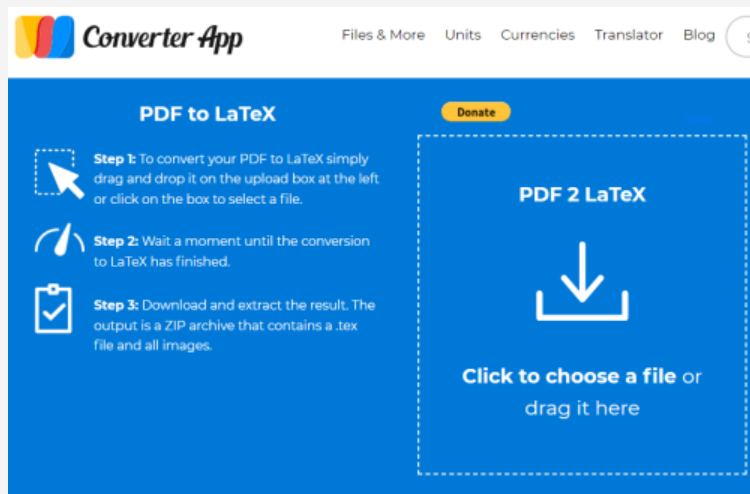 Converter App
Files & More Units Currencies Translator Blog
PDF to LaTeX
Step 1: To convert your PDF to LaTeX simply
drag and drop it on the upload box at the left
or click on the box to select a file.
Step 2: Wait a moment until the conversion
to LaTeX has finished.
Step 3: Download and extract the result. The
output is a ZIP archive that contains a .tex
file and all images.
Donate
PDF 2 LaTeX
Click to choose a file or
drag it here